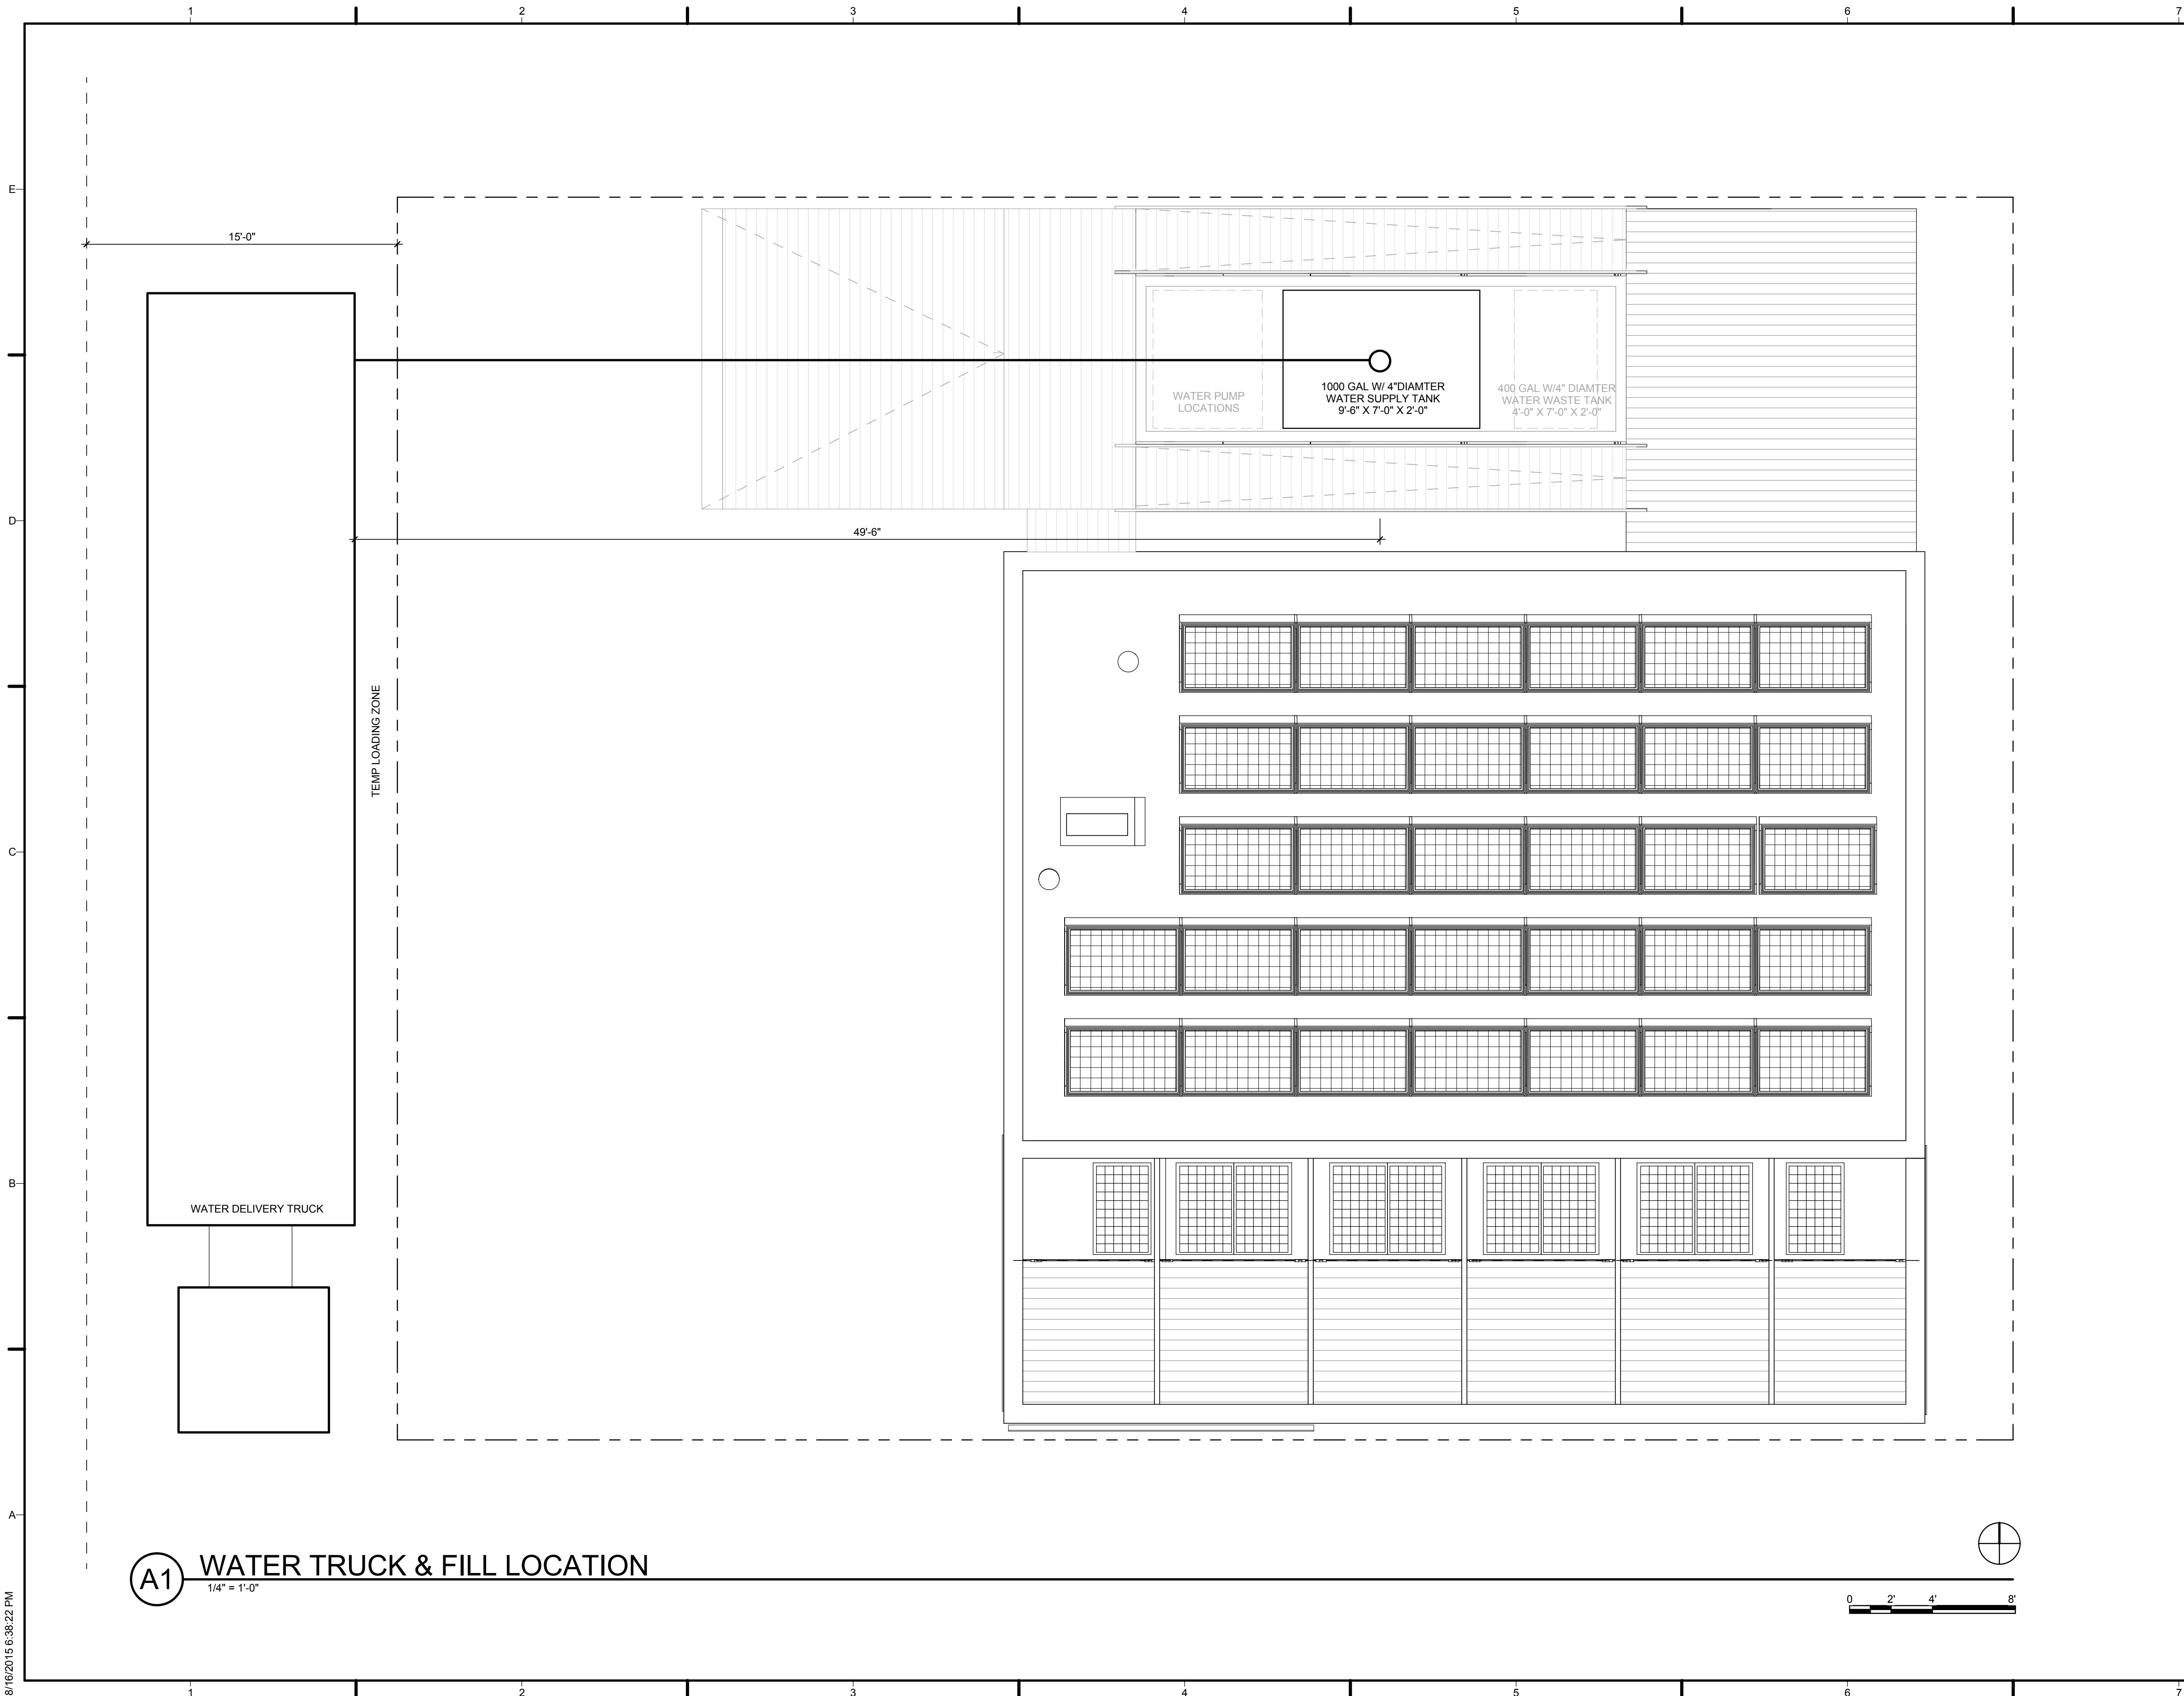 1 2 3 4 5 6 7
E
15'-0"
WATER PUMP
LOCATIONS
1000 GAL W/ 4"DIAMTER
WATER SUPPLY TANK
9'-6" X 7'-0" X 2'-0"
400 GAL W/4" DIAMTER
WATER WASTE TANK
4'-0" X 7'-0" X 2'-0"
D
49'-6"
TEMP LOADING ZONE
C
B
WATER DELIVERY TRUCK
A
A1
WATER TRUCK & FILL LOCATION
1/4" = 1'-0"
0 2' 4' 8'
8/16/2015 6:38:22 PM
1 2 3 4 5 6 7